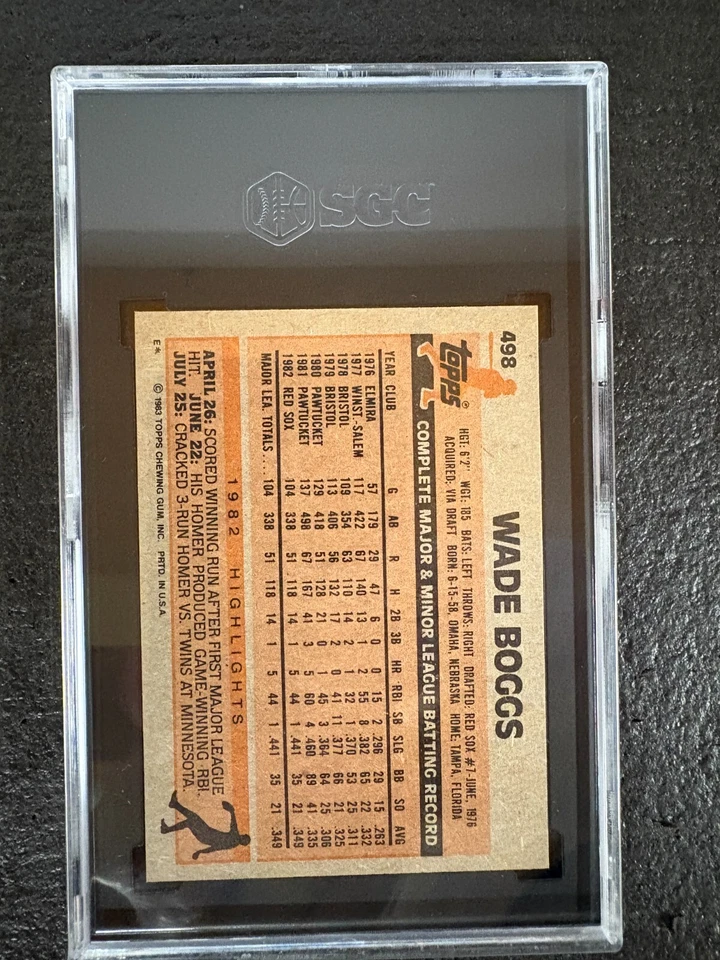 SGC
498
WADE BOGGS
TOPPS ®
HGT: 6'2" WGT: 185 BATS: LEFT THROWS: RIGHT DRAFTED: RED SOX #7-JUNE, 1976
ACQUIRED: VIA DRAFT BORN: 6-15-58, OMAHA, NEBRASKA HOME: TAMPA, FLORIDA
COMPLETE MAJOR & MINOR LEAGUE BATTING RECORD
YEAR CLUB G AB R H 2B 3B HR RBI SB SLG BB SO AVG
1976 ELMIRA 57 179 29 47 6 0 0 15 2 .296 29 15 .263
1977 WINST.-SALEM 117 422 67 140 13 1 2 55 8 .382 65 22 .332
1978 BRISTOL 109 354 63 110 14 2 1 32 1 .370 53 25 .311
1979 BRISTOL 113 406 56 132 17 2 0 41 11 .377 66 21 .325
1980 PAWTUCKET 129 418 51 128 21 0 1 45 3 .364 64 25 .306
1981 PAWTUCKET 137 498 67 167 41 3 5 60 4 .460 89 41 .335
1982 RED SOX 104 338 51 118 14 1 5 44 1 .441 35 21 .349
MAJOR LEA. TOTALS .... 104 338 51 118 14 1 5 44 1 .441 35 21 .349
1982 HIGHLIGHTS
APRIL 26: SCORED WINNING RUN AFTER FIRST MAJOR LEAGUE
HIT. JUNE 22: HIS HOMER PRODUCED GAME-WINNING RBI.
JULY 25: CRACKED 3-RUN HOMER VS. TWINS AT MINNESOTA.
E*. © 1983 TOPPS CHEWING GUM, INC. PRTD. IN U.S.A.